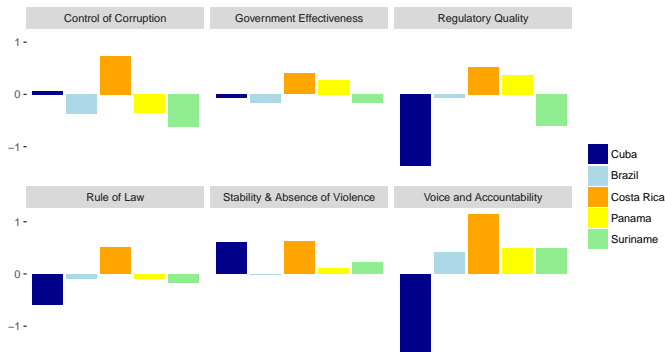 Control of Corruption
Government Effectiveness
Regulatory Quality
1
0
−1
Rule of Law
Stability & Absence of Violence
Voice and Accountability
1
0
−1
Cuba
Brazil
Costa Rica
Panama
Suriname